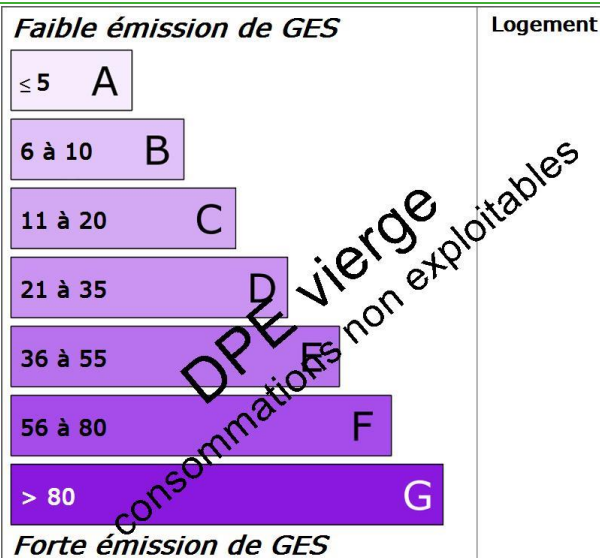 Faible émission de GES
Logement
≤ 5 A
6 à 10 B
11 à 20 C
21 à 35 D
36 à 55 E
56 à 80 F
> 80 G
Forte émission de GES
DPE vierge
consommations non exploitables